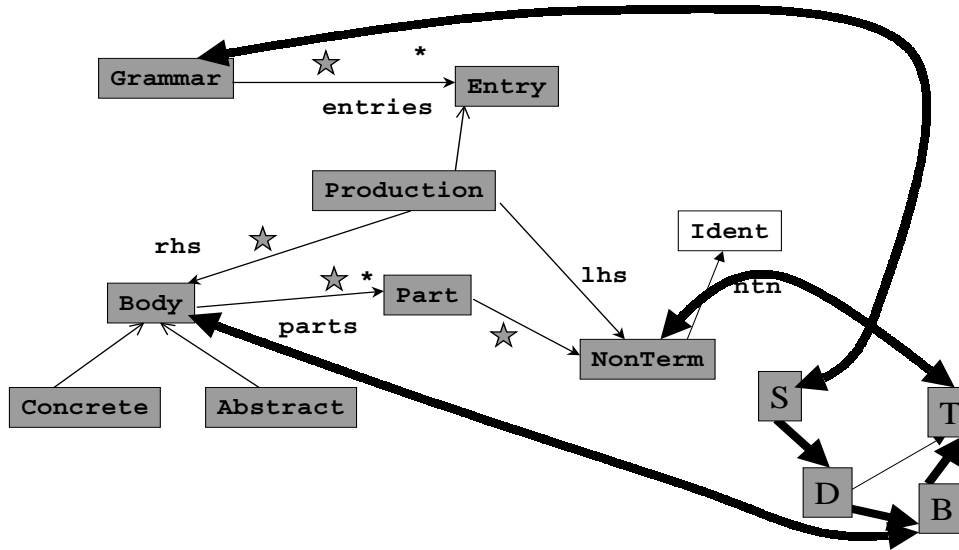 *
Grammar
Entry
entries
Production
Ident
rhs
lhs
*
ntn
Body
Part
parts
NonTerm
Concrete
Abstract
S
T
D
B